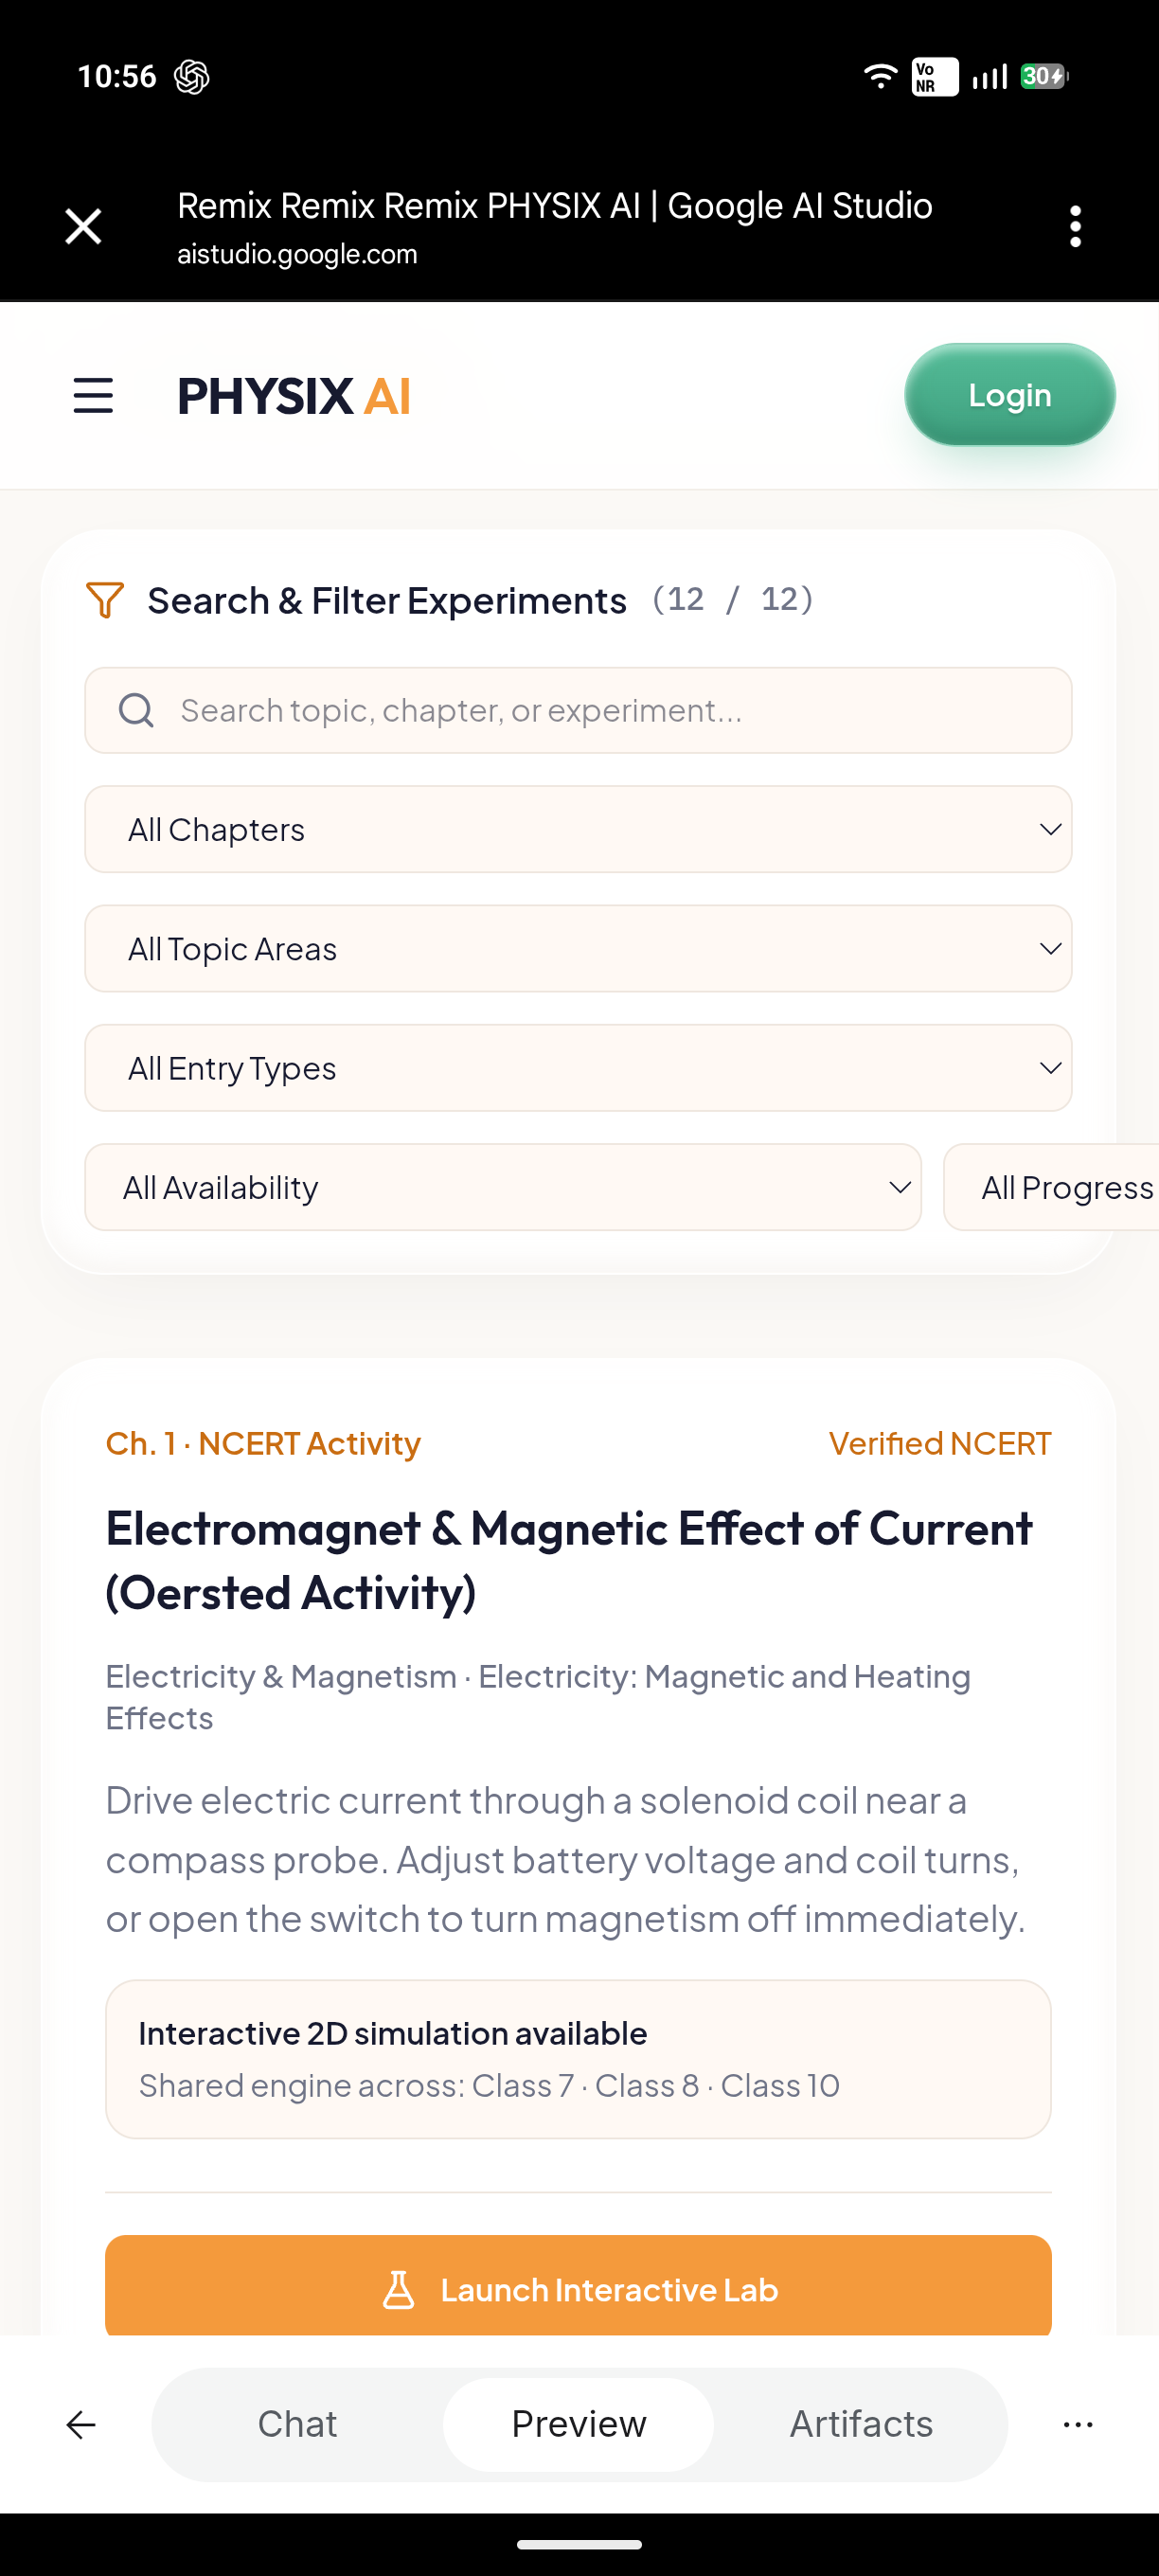 10:56
Vo
NR
30
Remix Remix Remix PHYSIX AI | Google AI Studio
aistudio.google.com
PHYSIX AI
Login
Search & Filter Experiments (12 / 12)
Search topic, chapter, or experiment...
All Chapters
All Topic Areas
All Entry Types
All Availability
All Progress
Ch. 1 · NCERT Activity
Verified NCERT
Electromagnet & Magnetic Effect of Current
(Oersted Activity)
Electricity & Magnetism · Electricity: Magnetic and Heating
Effects
Drive electric current through a solenoid coil near a
compass probe. Adjust battery voltage and coil turns,
or open the switch to turn magnetism off immediately.
Interactive 2D simulation available
Shared engine across: Class 7 · Class 8 · Class 10
Launch Interactive Lab
Chat
Preview
Artifacts